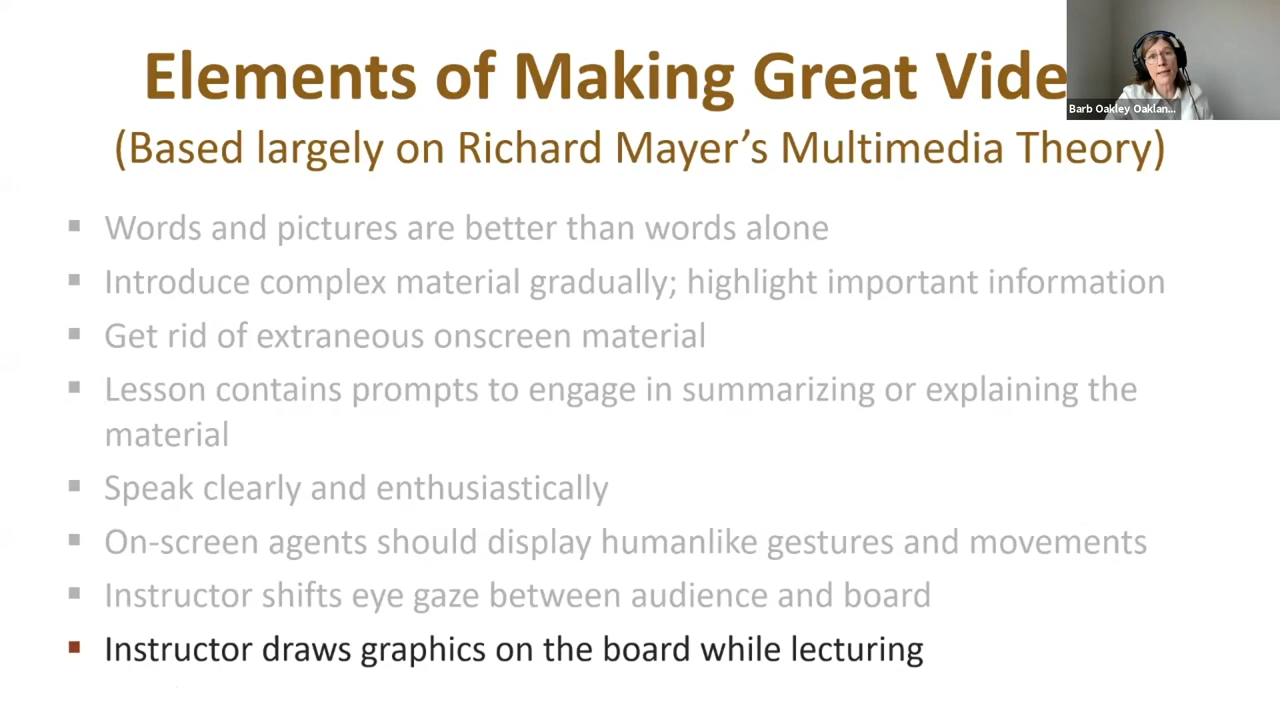 Elements of Making Great Vide
(Based largely on Richard Mayer's Multimedia Theory)
Barb Oakley Oaklan...
▪ Words and pictures are better than words alone
▪ Introduce complex material gradually; highlight important information
▪ Get rid of extraneous onscreen material
▪ Lesson contains prompts to engage in summarizing or explaining the
material
▪ Speak clearly and enthusiastically
▪ On-screen agents should display humanlike gestures and movements
▪ Instructor shifts eye gaze between audience and board
▪ Instructor draws graphics on the board while lecturing